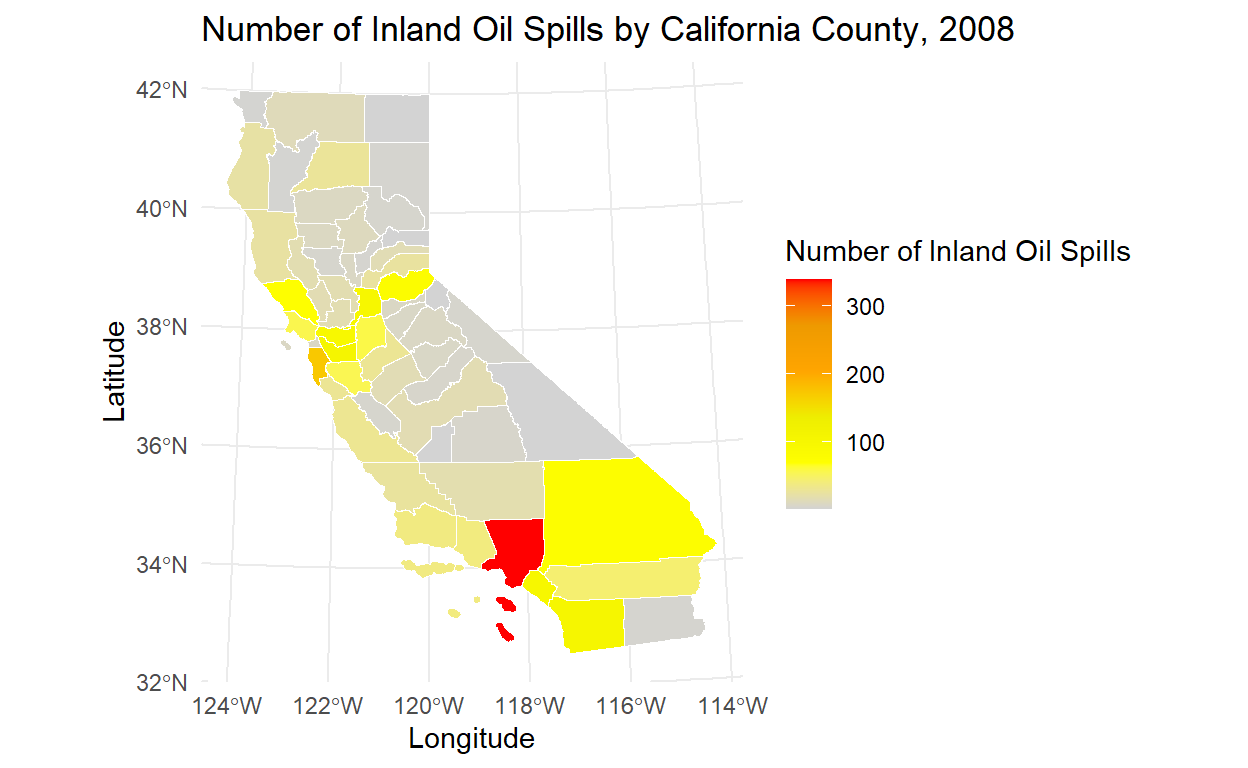 Number of Inland Oil Spills by California County, 2008
42°N
40°N
38°N
36°N
34°N
32°N
Latitude
124°W 122°W 120°W 118°W 116°W 114°W
Longitude
Number of Inland Oil Spills
300
200
100